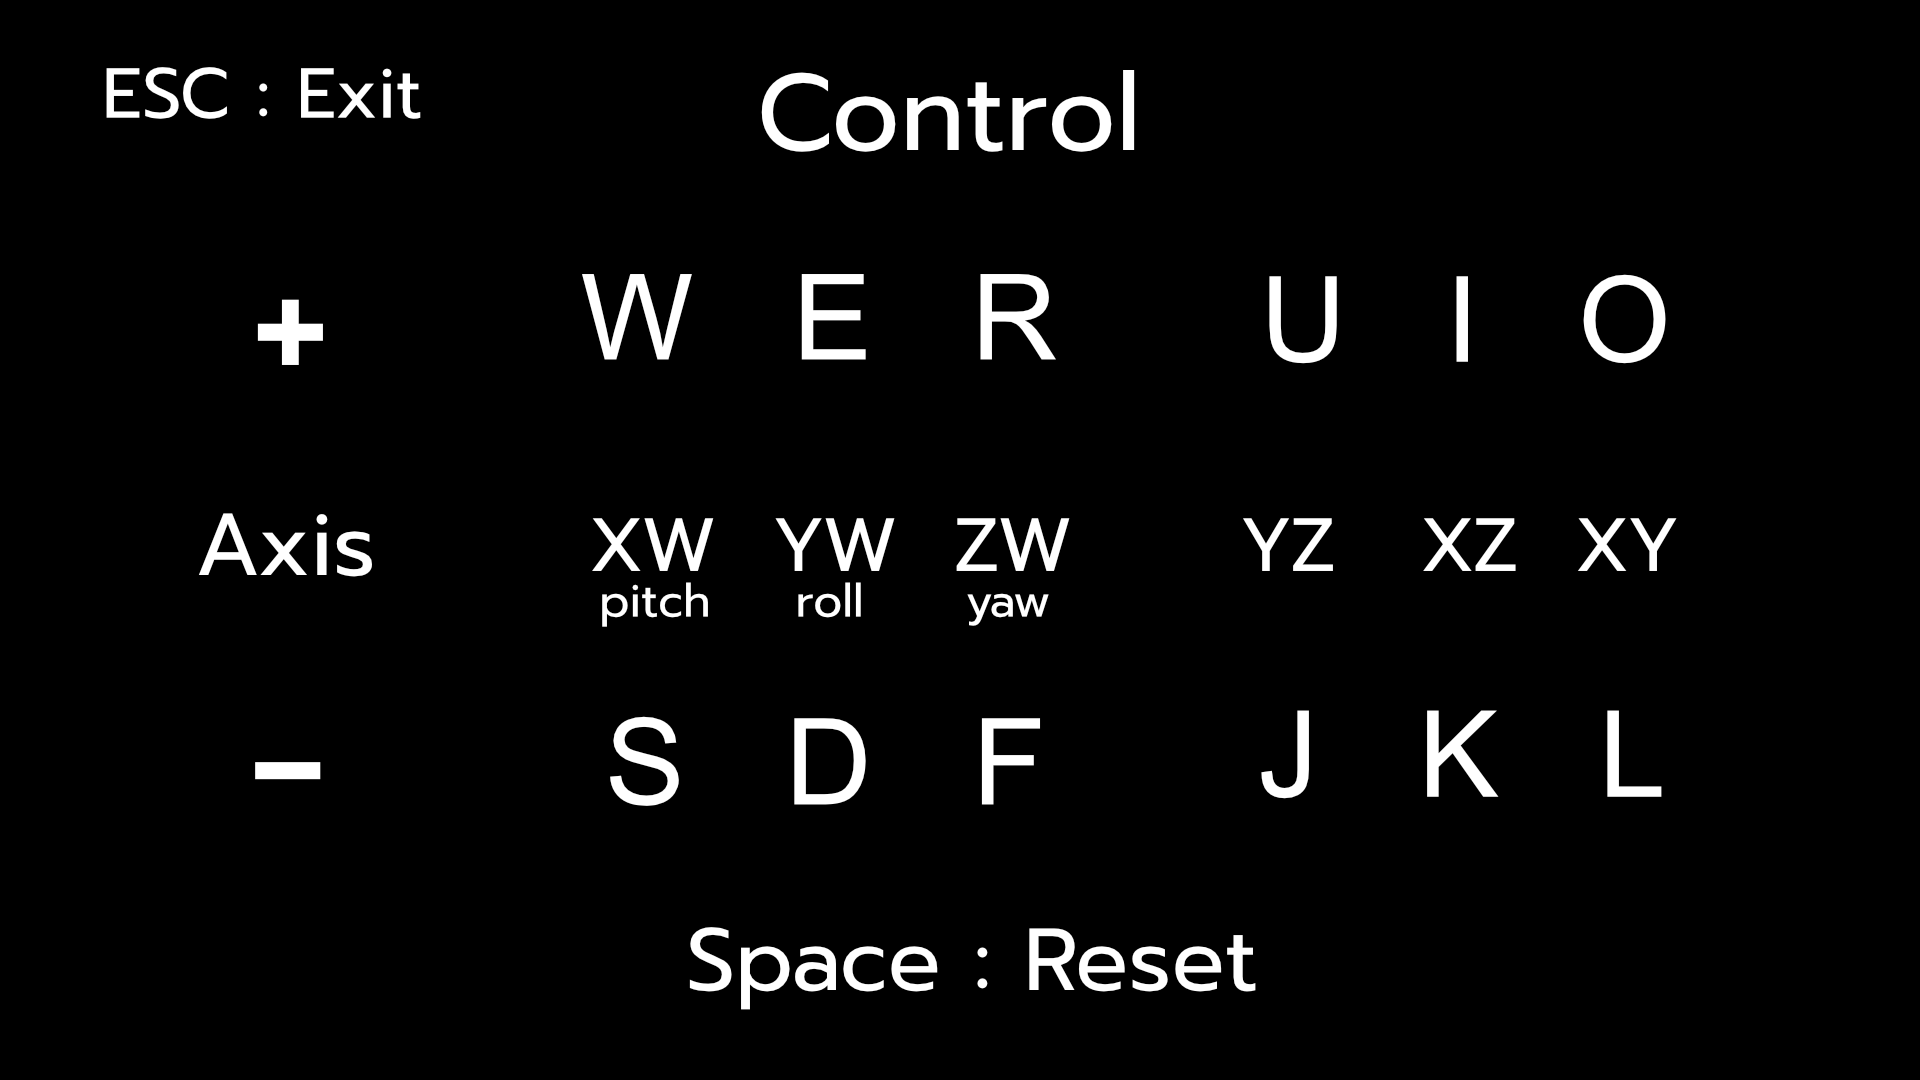 ESC : Exit
Control
+ W E R U I O
Axis XW YW ZW YZ XZ XY
pitch roll yaw
- S D F J K L
Space : Reset